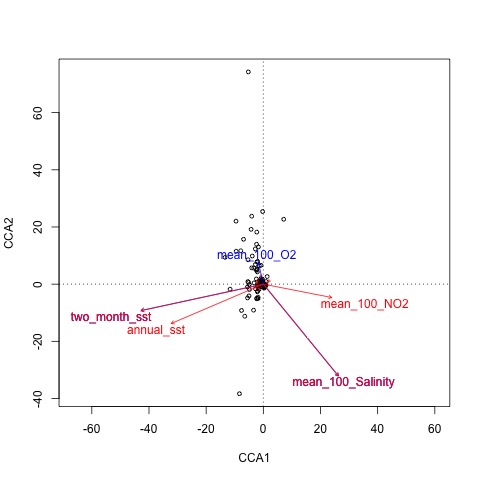 CCA2
60
40
20
0
-20
-40
mean_100_O2
mean_100_NO2
two_month_sst
annual_sst
mean_100_Salinity
-60 -40 -20 0 20 40 60
CCA1